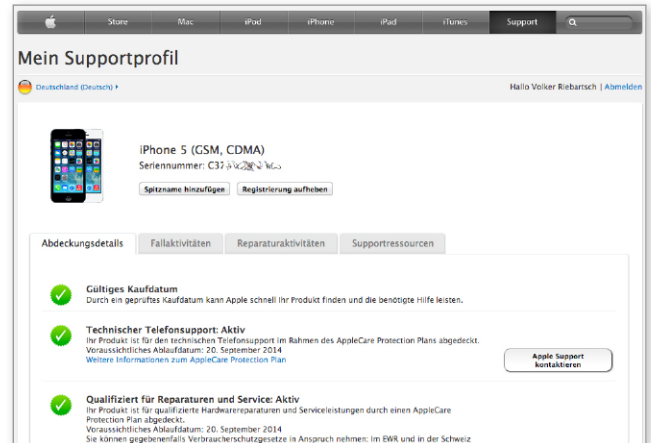 Store Mac iPod iPhone iPad iTunes Support
Mein Supportprofil
Deutschland (Deutsch)
Hallo Volker Riebartsch | Abmelden
iPhone 5 (GSM, CDMA)
Seriennummer: C37
Spitzname hinzufügen Registrierung aufheben
Abdeckungsdetails Fallaktivitäten Reparaturaktivitäten Supportressourcen
Gültiges Kaufdatum
Durch ein geprüftes Kaufdatum kann Apple schnell Ihr Produkt finden und die benötigte Hilfe leisten.
Technischer Telefonsupport: Aktiv
Ihr Produkt ist für den technischen Telefonsupport im Rahmen des AppleCare Protection Plans abgedeckt.
Voraussichtliches Ablaufdatum: 20. September 2014
Weitere Informationen zum AppleCare Protection Plan
Apple Support
kontaktieren
Qualifiziert für Reparaturen und Service: Aktiv
Ihr Produkt ist für qualifizierte Hardwarereparaturen und Serviceleistungen durch einen AppleCare
Protection Plan abgedeckt.
Voraussichtliches Ablaufdatum: 20. September 2014
Sie können gegebenenfalls Verbraucherschutzgesetze in Anspruch nehmen: Im EWR und in der Schweiz